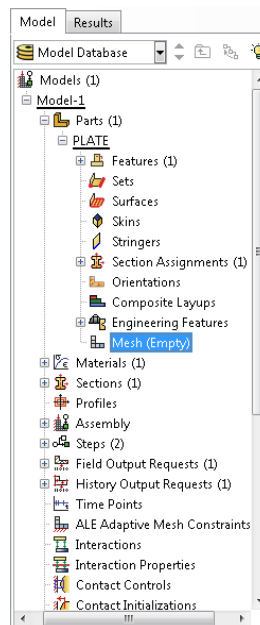 Model Results
Model Database
Models (1)
Model-1
Parts (1)
PLATE
Features (1)
Sets
Surfaces
Skins
Stringers
Section Assignments (1)
Orientations
Composite Layups
Engineering Features
Mesh (Empty)
Materials (1)
Sections (1)
Profiles
Assembly
Steps (2)
Field Output Requests (1)
History Output Requests (1)
Time Points
ALE Adaptive Mesh Constraints
Interactions
Interaction Properties
Contact Controls
Contact Initializations